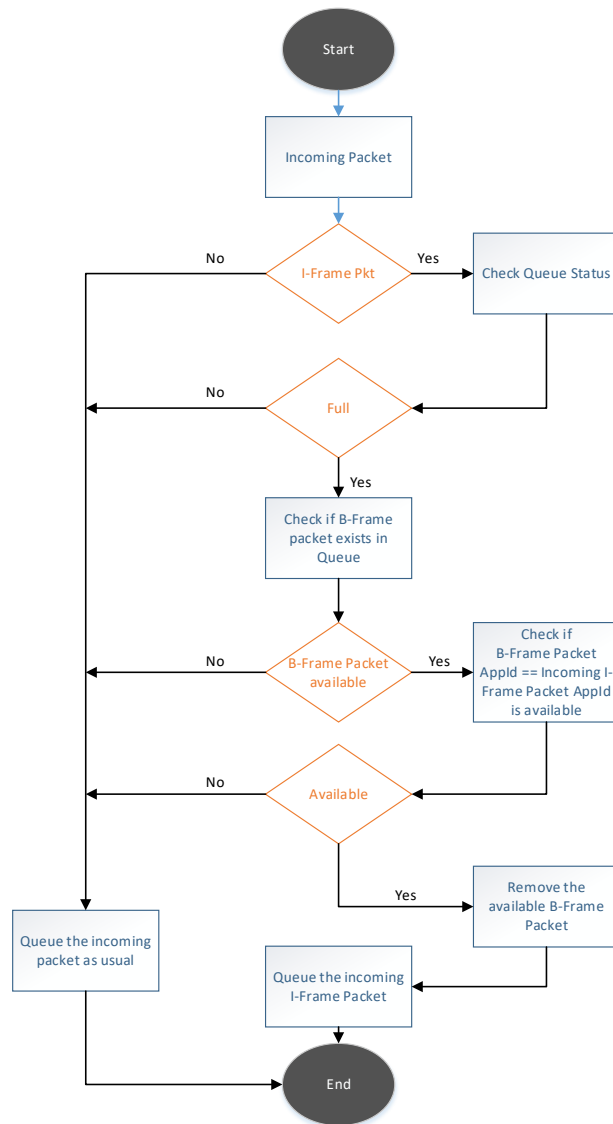 Start
Incoming Packet
No
I-Frame Pkt
Yes
Check Queue Status
No
Full
Yes
Check if B-Frame
packet exists in
Queue
No
B-Frame Packet
available
Yes
Check if
B-Frame Packet
AppId == Incoming I-
Frame Packet AppId
is available
No
Available
Yes
Remove the
available B-Frame
Packet
Queue the incoming
packet as usual
Queue the incoming
I-Frame Packet
End